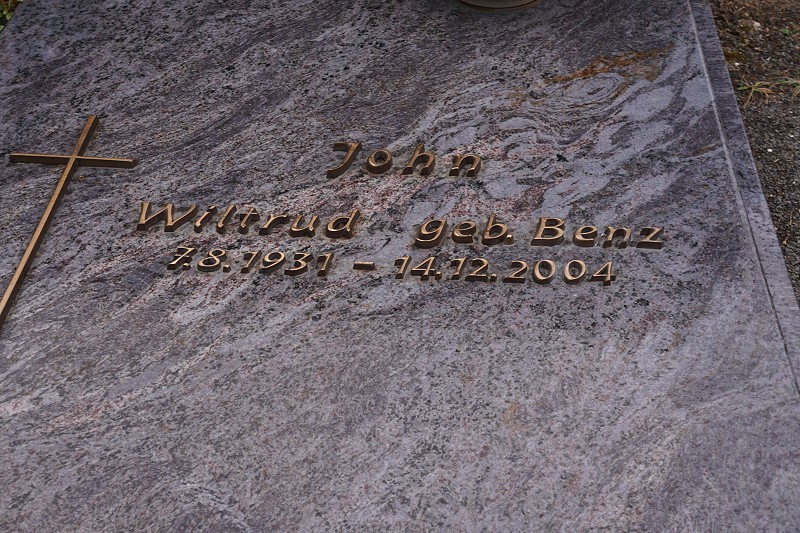 John
Wiltrud geb. Benz
7.8.1931 - 14.12.2004